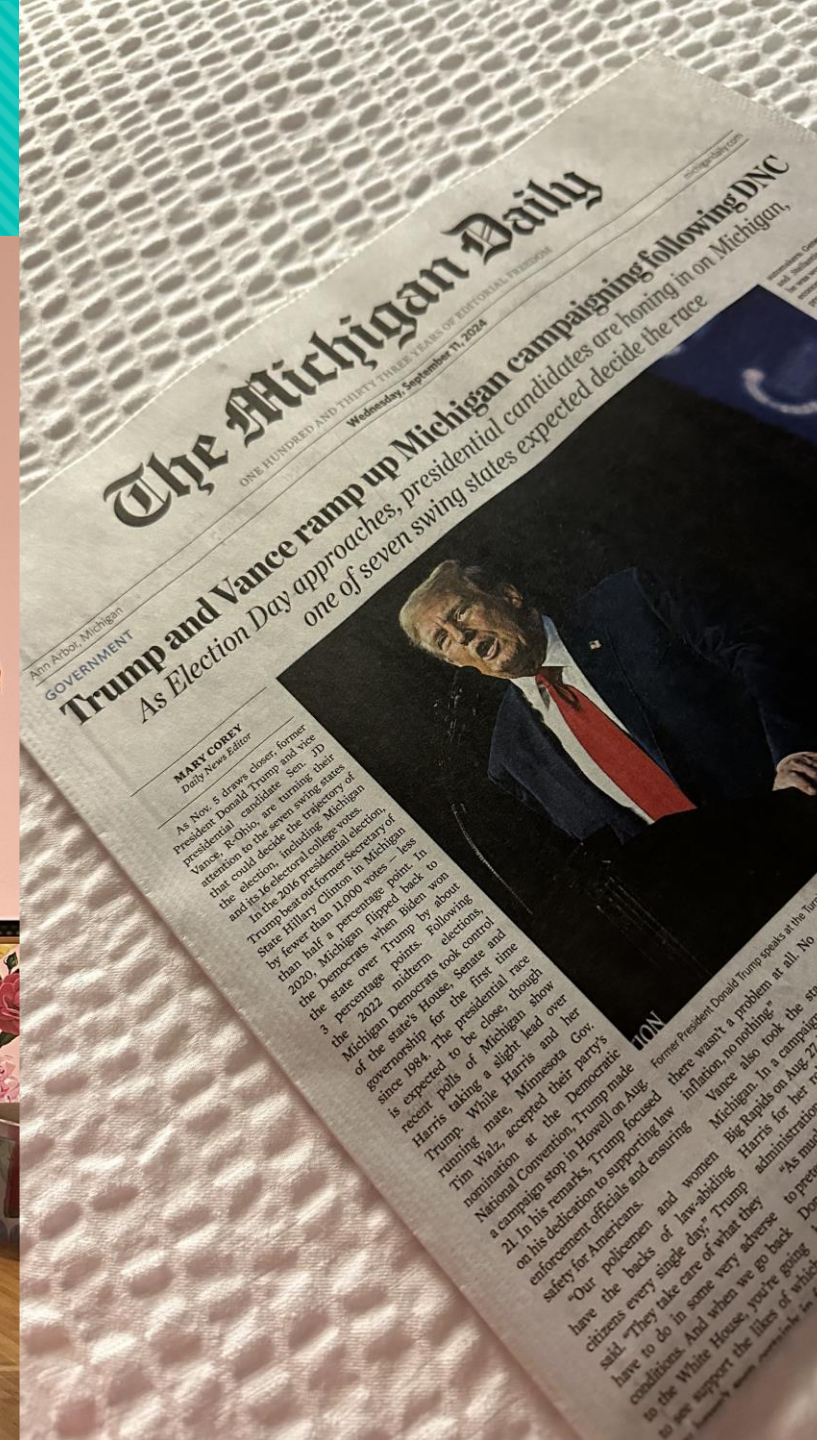 The Michigan Daily
ONE HUNDRED AND THIRTY THREE YEARS OF EDITORIAL FREEDOM
Ann Arbor, Michigan
Wednesday, September 11, 2024
michigandaily.com
GOVERNMENT
Trump and Vance ramp up Michigan campaigning following DNC
As Election Day approaches, presidential candidates are honing in on Michigan,
one of seven swing states expected decide the race
MARY COREY
Daily News Editor
As Nov. 5 draws closer, former
President Donald Trump and vice
presidential candidate Sen. JD
Vance, R-Ohio, are turning their
attention to the seven swing states
that could decide the trajectory of
the election, including Michigan
and its 16 electoral college votes.
In the 2016 presidential election,
Trump beat out former Secretary of
State Hillary Clinton in Michigan
by fewer than 11,000 votes — less
than half a percentage point. In
2020, Michigan flipped back to
the Democrats when Biden won
the state over Trump by about
3 percentage points. Following
the 2022 midterm elections,
Michigan Democrats took control
of the state's House, Senate and
governorship for the first time
since 1984. The presidential race
is expected to be close, though
recent polls of Michigan show
Harris taking a slight lead over
Trump. While Harris and her
running mate, Minnesota Gov.
Tim Walz, accepted their party's
nomination at the Democratic
National Convention, Trump made
a campaign stop in Howell on Aug.
21. In his remarks, Trump focused
on his dedication to supporting law
enforcement officials and ensuring
safety for Americans.
"Our policemen and women
have the backs of law-abiding
citizens every single day," Trump
said. "They take care of what they
have to do in some very adverse
conditions. And when we go back
to the White House, you're going
to see support the likes of which
ION
Former President Donald Trump speaks at the
there wasn't a problem at all. No
inflation, no nothing."
Vance also took the
Michigan. In a campaign
Big Rapids on Aug. 27
Harris for her
administration
"As much
to